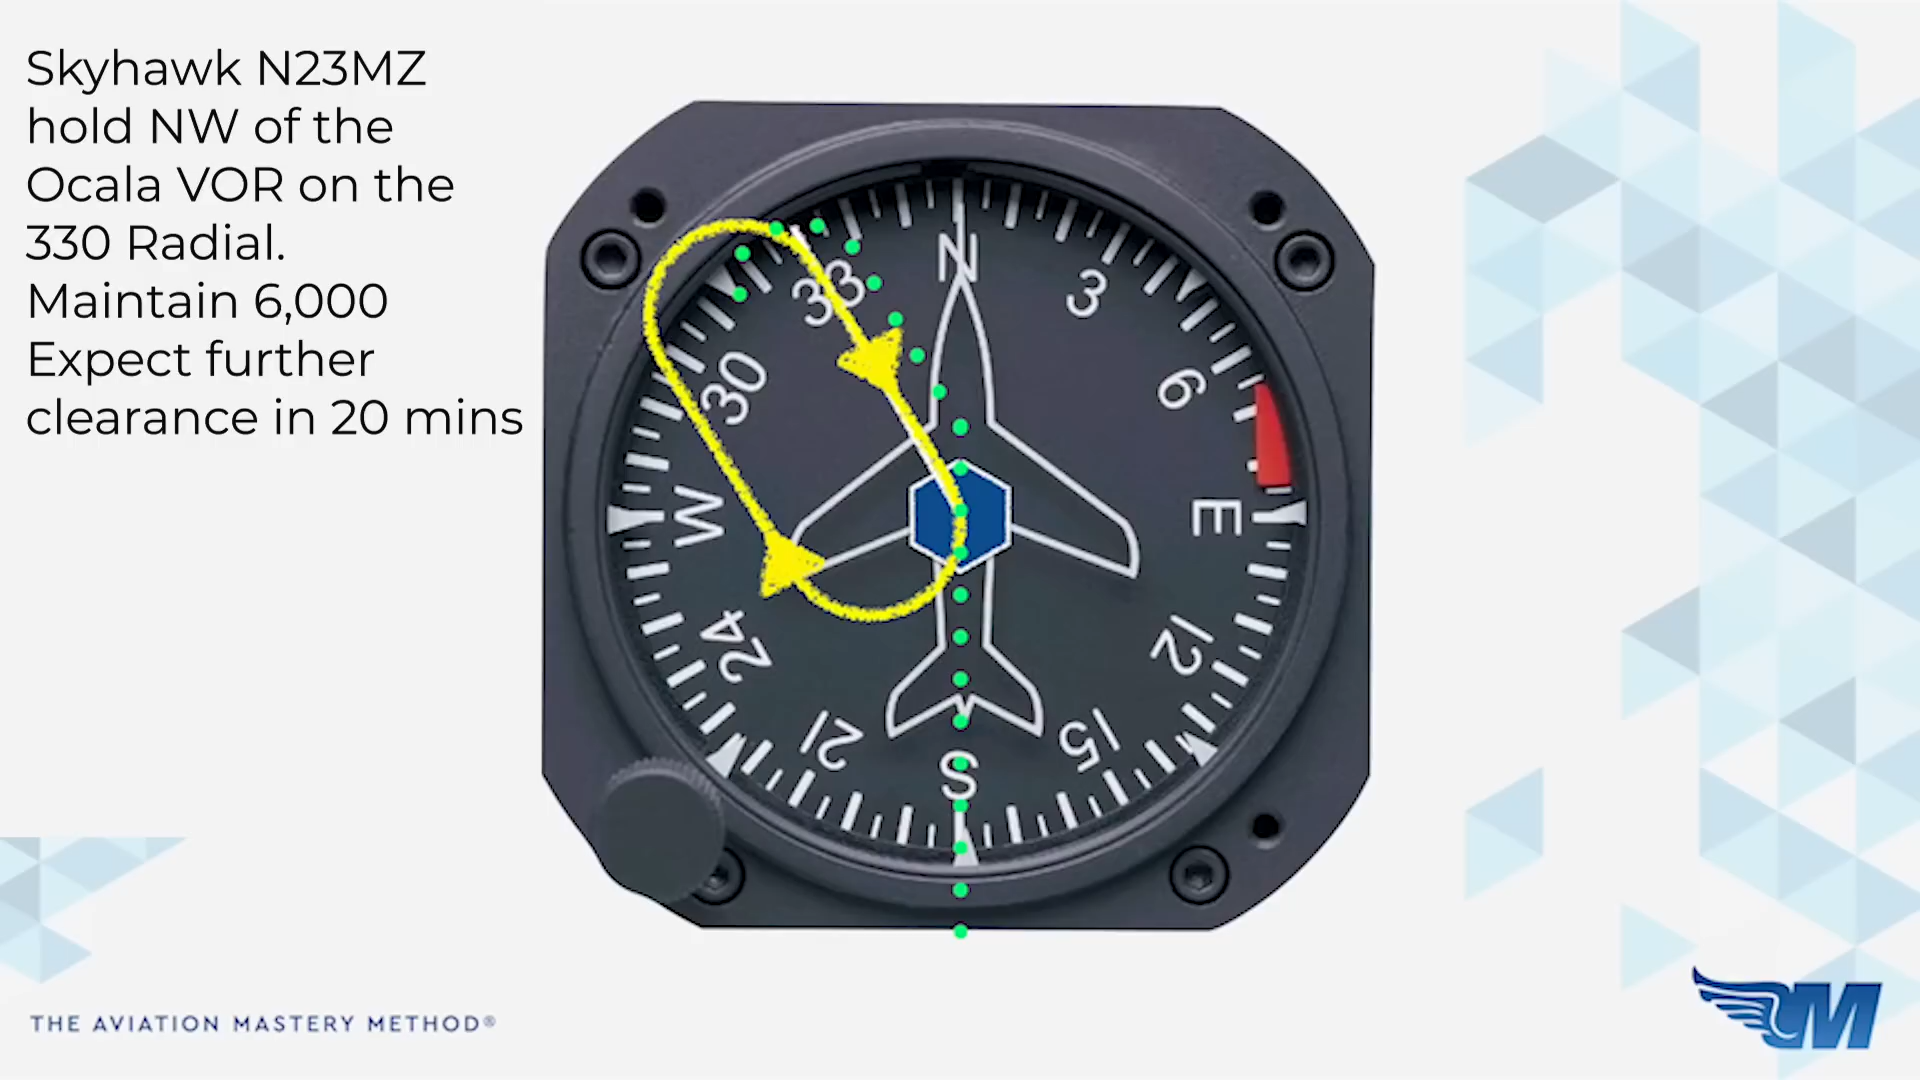 Skyhawk N23MZ
hold NW of the
Ocala VOR on the
330 Radial.
Maintain 6,000
Expect further
clearance in 20 mins
N
33
3
30
6
W
E
24
12
21
15
S
THE AVIATION MASTERY METHOD®
M